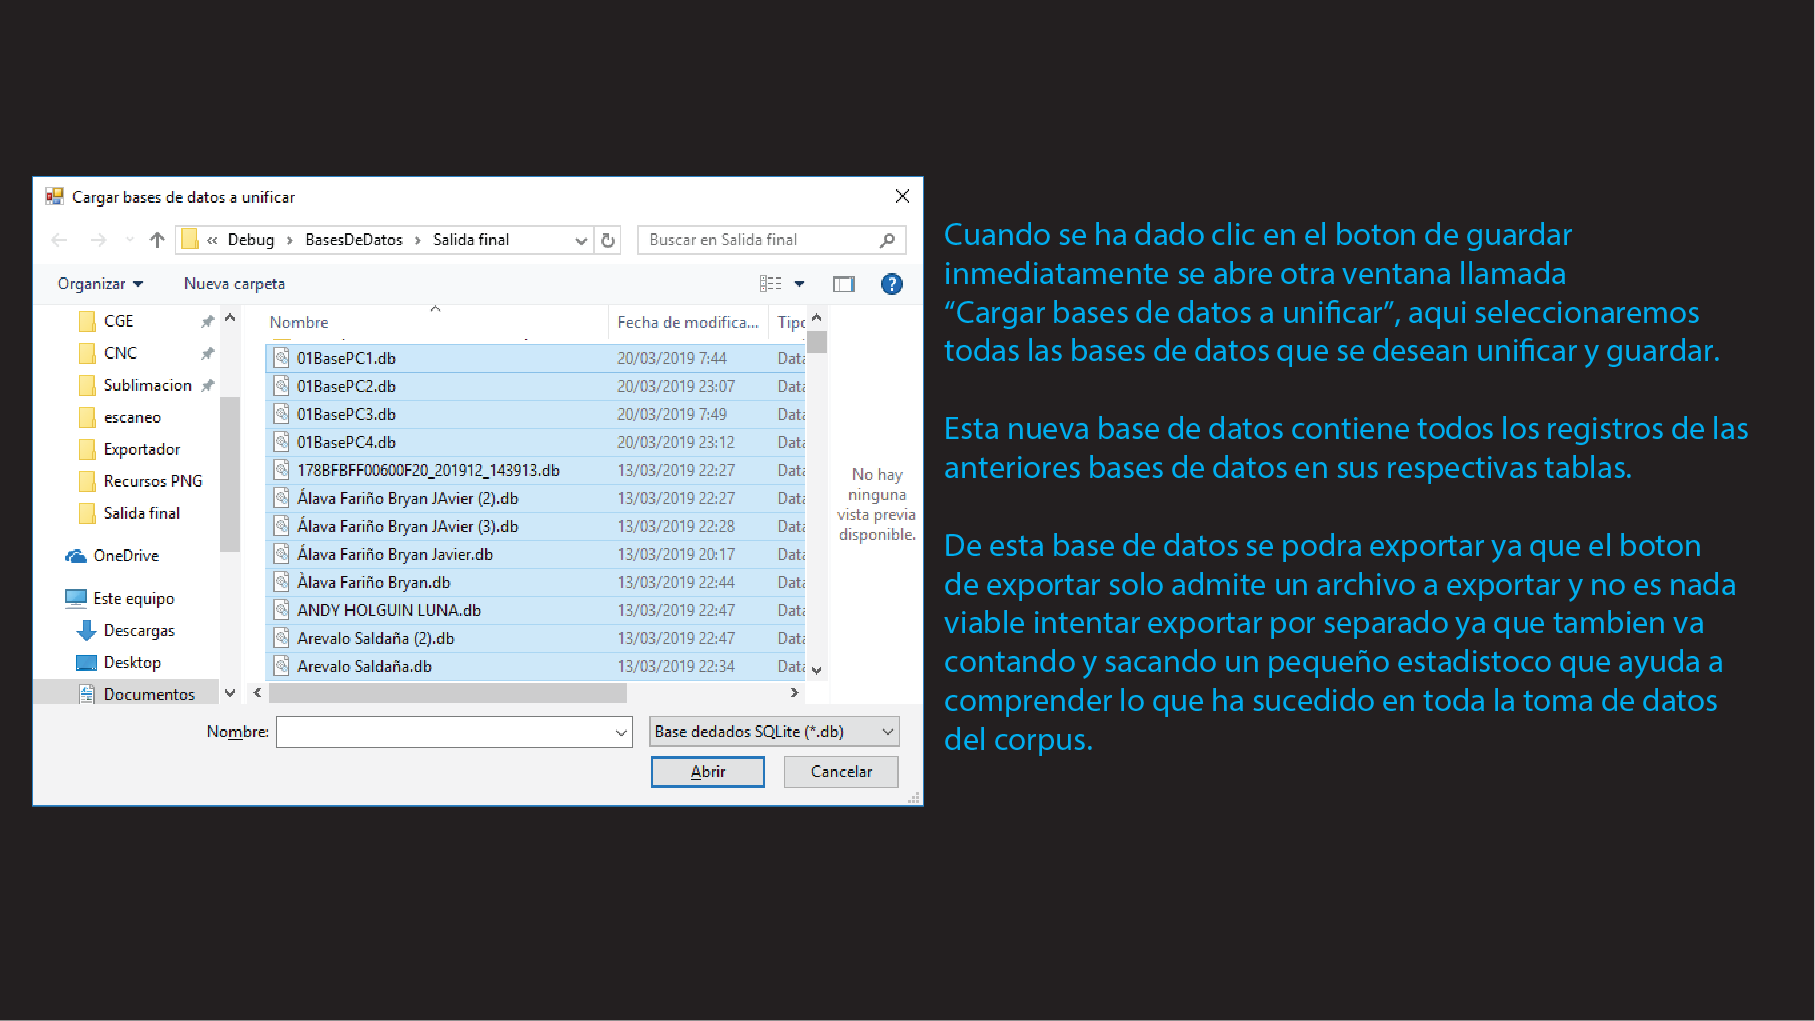 Cargar bases de datos a unificar
« Debug › BasesDeDatos › Salida final
Buscar en Salida final
Organizar
Nueva carpeta
?
CGE
CNC
Sublimacion
escaneo
Exportador
Recursos PNG
Salida final
OneDrive
Este equipo
Descargas
Desktop
Documentos
Nombre Fecha de modifica... Tipo
01BasePC1.db 20/03/2019 7:44 Data
01BasePC2.db 20/03/2019 23:07 Data
01BasePC3.db 20/03/2019 7:49 Data
01BasePC4.db 20/03/2019 23:12 Data
178BFBFF00600F20_201912_143913.db 13/03/2019 22:27 Data
Álava Fariño Bryan JAvier (2).db 13/03/2019 22:27 Data
Álava Fariño Bryan JAvier (3).db 13/03/2019 22:28 Data
Álava Fariño Bryan Javier.db 13/03/2019 20:17 Data
Àlava Fariño Bryan.db 13/03/2019 22:44 Data
ANDY HOLGUIN LUNA.db 13/03/2019 22:47 Data
Arevalo Saldaña (2).db 13/03/2019 22:47 Data
Arevalo Saldaña.db 13/03/2019 22:34 Data
No hay
ninguna
vista previa
disponible.
Nombre:
Base dedados SQLite (*.db)
Abrir
Cancelar
Cuando se ha dado clic en el boton de guardar
inmediatamente se abre otra ventana llamada
“Cargar bases de datos a unificar”, aqui seleccionaremos
todas las bases de datos que se desean unificar y guardar.
Esta nueva base de datos contiene todos los registros de las
anteriores bases de datos en sus respectivas tablas.
De esta base de datos se podra exportar ya que el boton
de exportar solo admite un archivo a exportar y no es nada
viable intentar exportar por separado ya que tambien va
contando y sacando un pequeño estadistoco que ayuda a
comprender lo que ha sucedido en toda la toma de datos
del corpus.